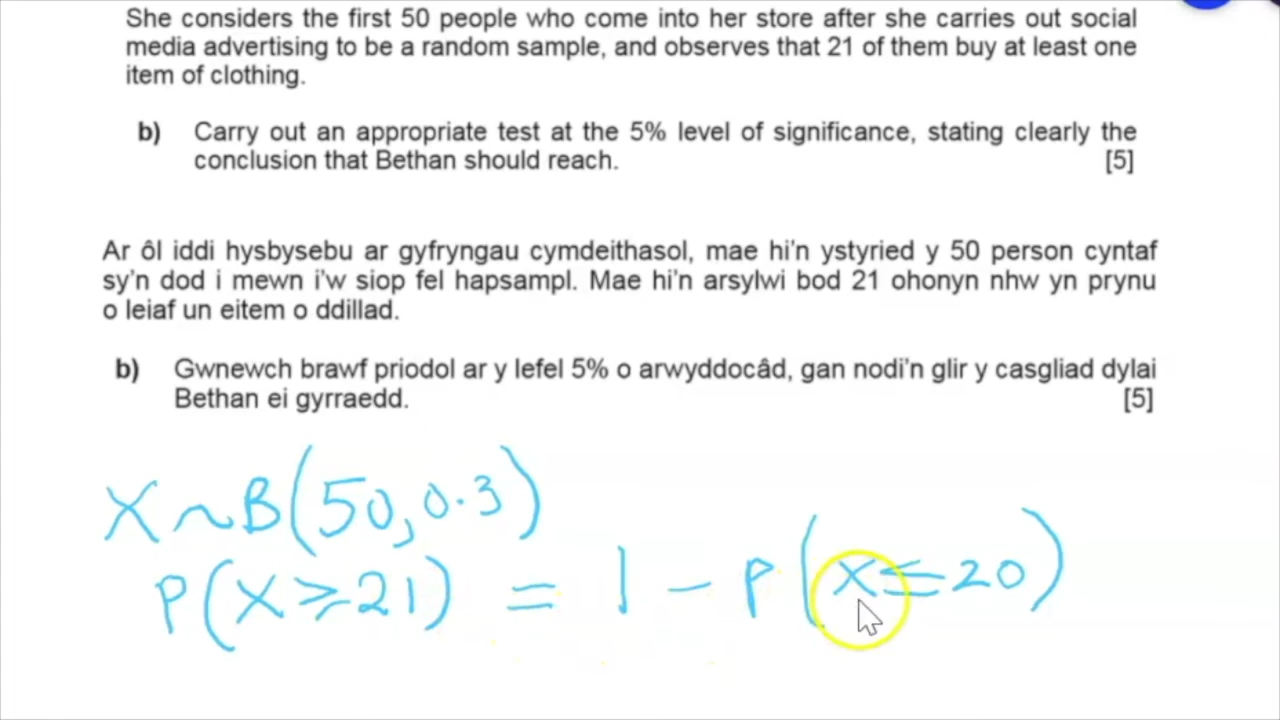 She considers the first 50 people who come into her store after she carries out social
media advertising to be a random sample, and observes that 21 of them buy at least one
item of clothing.
b) Carry out an appropriate test at the 5% level of significance, stating clearly the
conclusion that Bethan should reach. [5]
Ar ôl iddi hysbysebu ar gyfryngau cymdeithasol, mae hi'n ystyried y 50 person cyntaf
sy'n dod i mewn i'w siop fel hapsampl. Mae hi'n arsylwi bod 21 ohonyn nhw yn prynu
o leiaf un eitem o ddillad.
b) Gwnewch brawf priodol ar y lefel 5% o arwyddocâd, gan nodi'n glir y casgliad dylai
Bethan ei gyrraedd. [5]
X ~ B(50, 0.3)
P(X ≥ 21) = 1 - P(X ≤ 20)